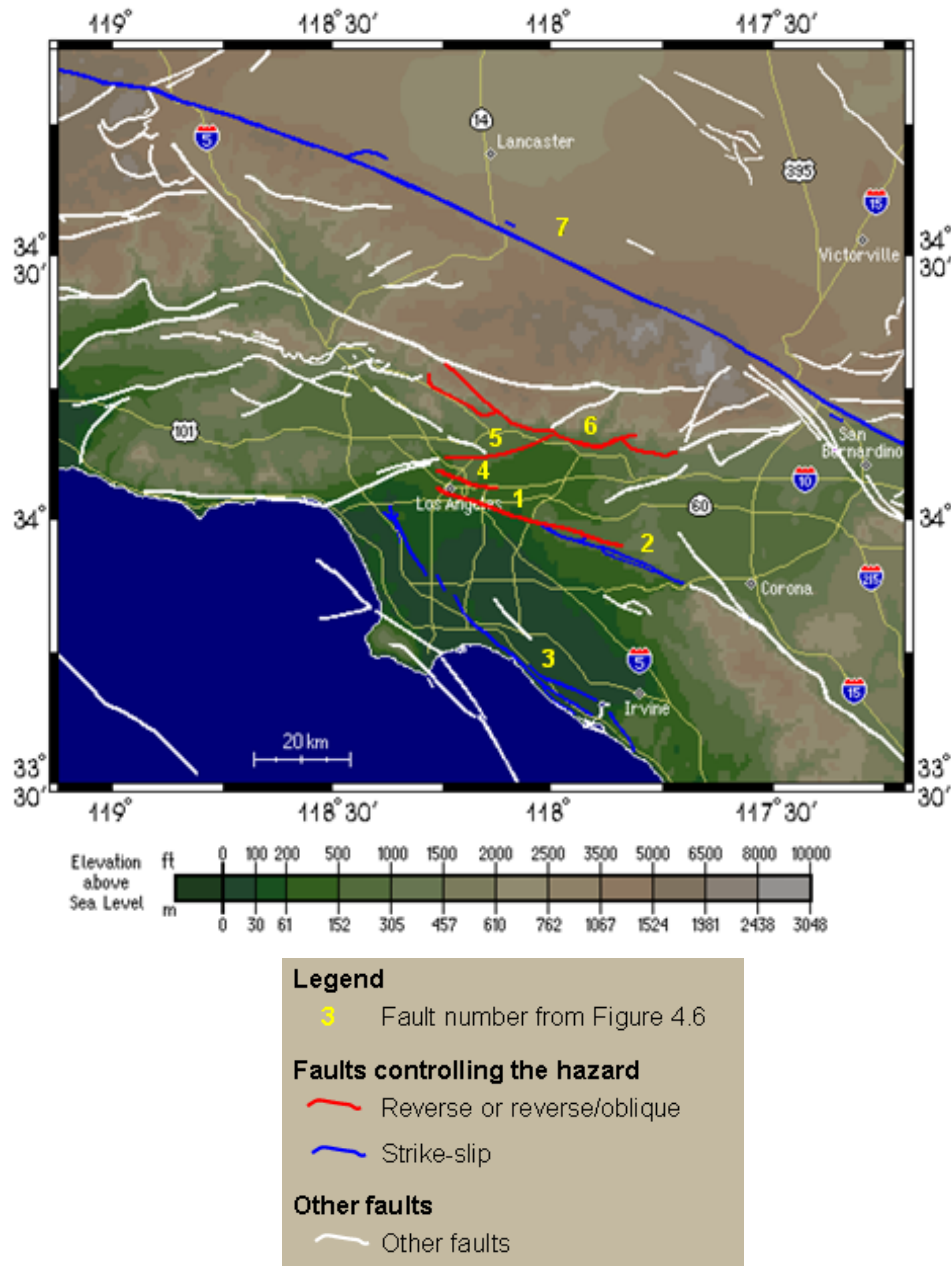 119° 118° 118° 117°
30′ 30′
5
14
Lancaster
395
15
7
34°
30′
34°
30′
Victorville
101
5
6
San
Bernardino
4
10
Los Angeles
1
60
34°
34°
2
215
Corona
3
5
Irvine
15
20 km
33°
30′
33°
30′
119° 118° 118° 117°
30′ 30′
Elevation ft 0 100 200 500 1000 1500 2000 2500 3500 5000 6500 8000 10000
above
Sea Level m 0 30 61 152 305 457 610 762 1067 1524 1981 2438 3048
Legend
3 Fault number from Figure 4.6
Faults controlling the hazard
Reverse or reverse/oblique
Strike-slip
Other faults
Other faults